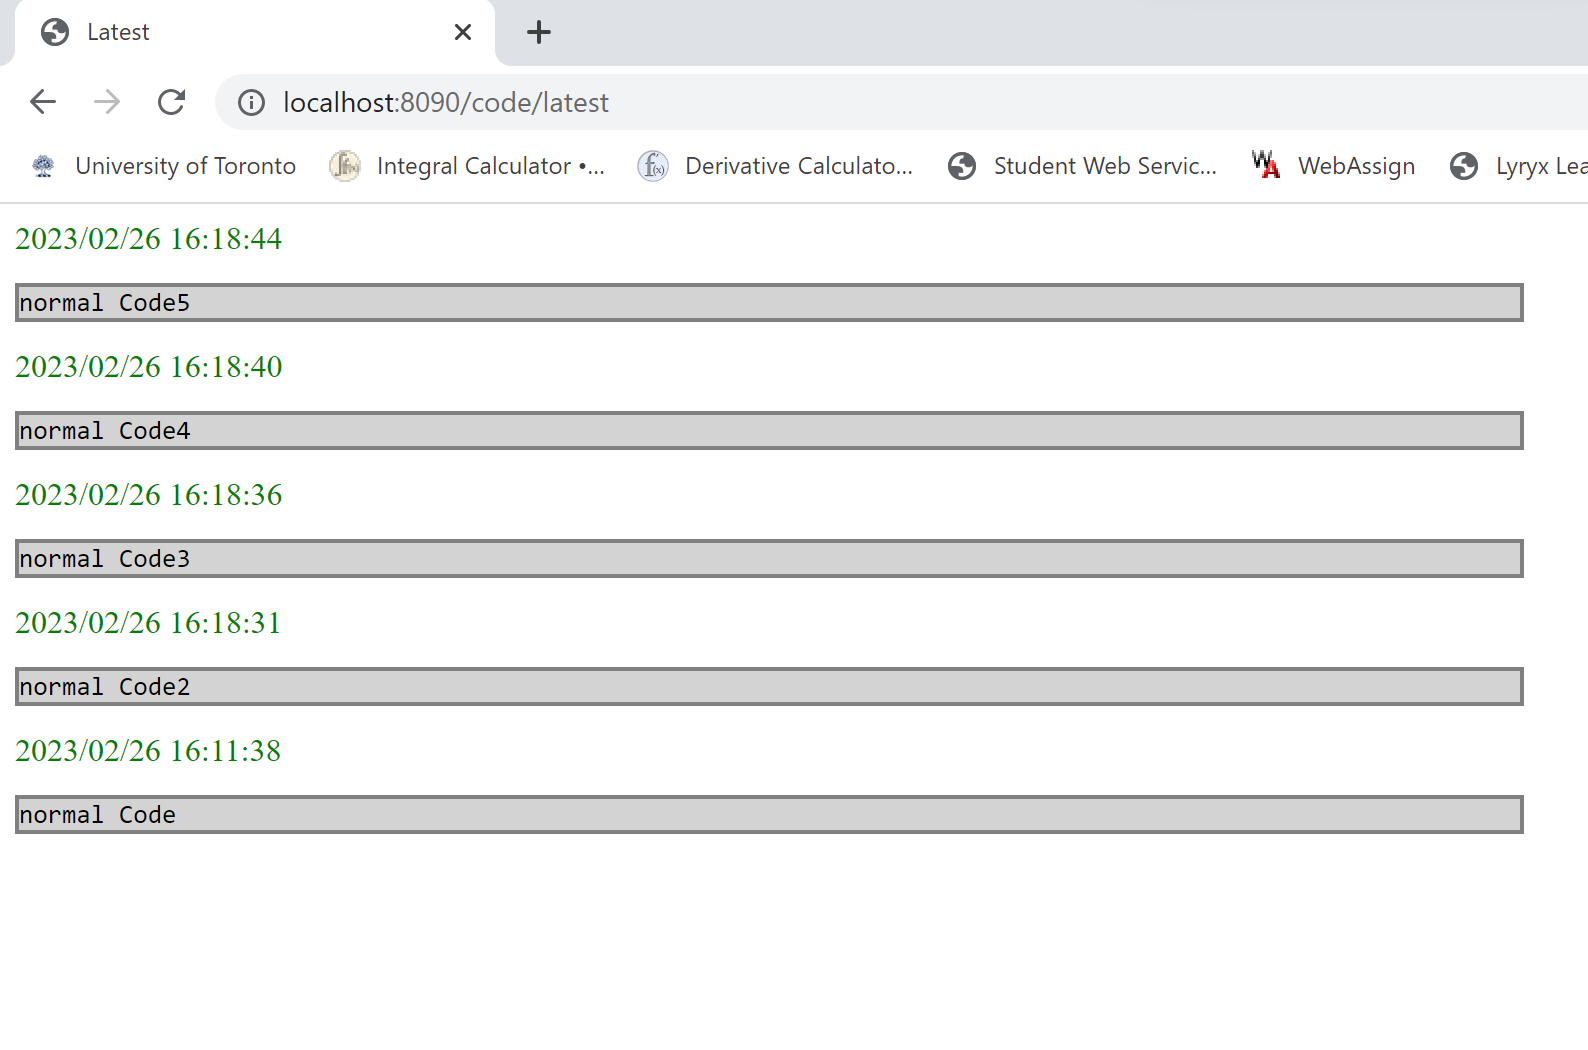 Latest
localhost:8090/code/latest
University of Toronto Integral Calculator •... Derivative Calculato... Student Web Servic... WebAssign Lyryx Lea
2023/02/26 16:18:44
normal Code5
2023/02/26 16:18:40
normal Code4
2023/02/26 16:18:36
normal Code3
2023/02/26 16:18:31
normal Code2
2023/02/26 16:11:38
normal Code